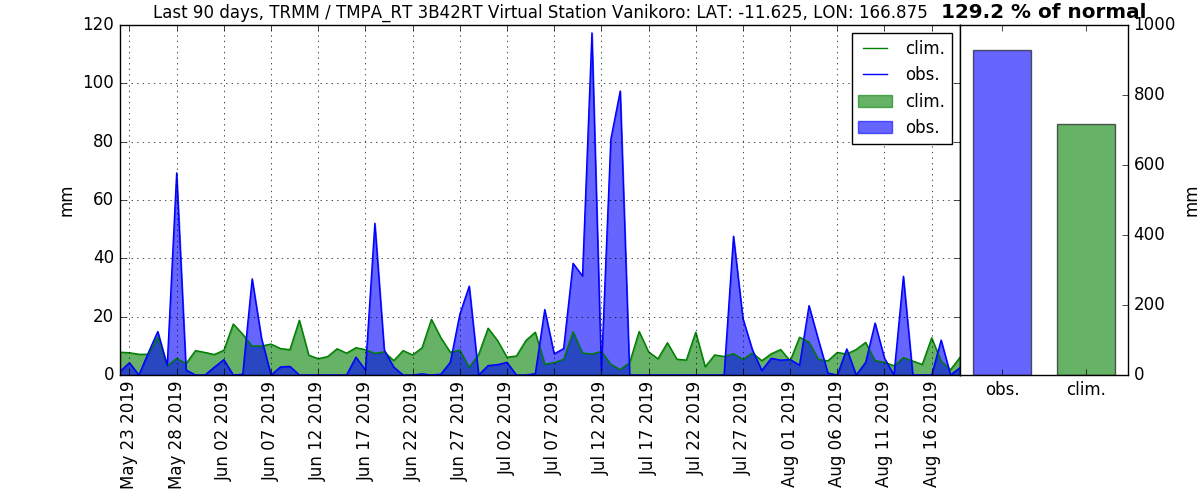 Last 90 days, TRMM / TMPA_RT 3B42RT Virtual Station Vanikoro: LAT: -11.625, LON: 166.875 129.2 % of normal
120
100
80
60
40
20
0
mm
clim.
obs.
clim.
obs.
1000
800
600
400
200
0
mm
May 23 2019
May 28 2019
Jun 02 2019
Jun 07 2019
Jun 12 2019
Jun 17 2019
Jun 22 2019
Jun 27 2019
Jul 02 2019
Jul 07 2019
Jul 12 2019
Jul 17 2019
Jul 22 2019
Jul 27 2019
Aug 01 2019
Aug 06 2019
Aug 11 2019
Aug 16 2019
obs.
clim.